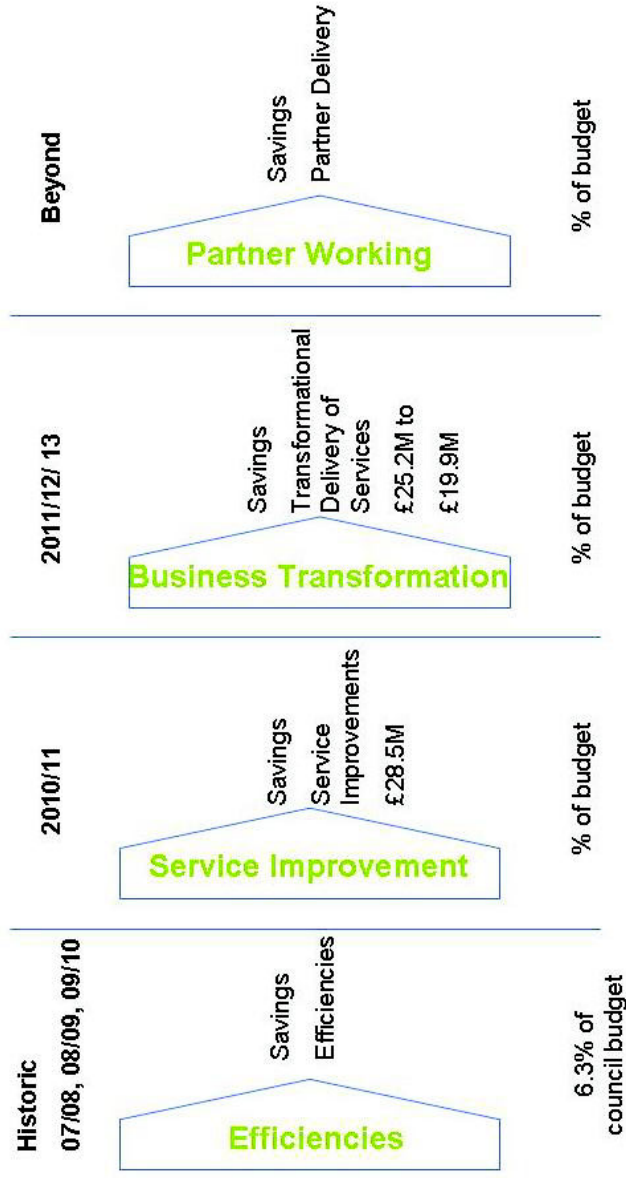 Historic
07/08, 08/09, 09/10
Efficiencies
Savings
Efficiencies
6.3% of
council budget
2010/11
Service Improvement
Savings
Service
Improvements
£28.5M
% of budget
2011/12/ 13
Business Transformation
Savings
Transformational
Delivery of
Services
£25.2M to
£19.9M
% of budget
Beyond
Partner Working
Savings
Partner Delivery
% of budget